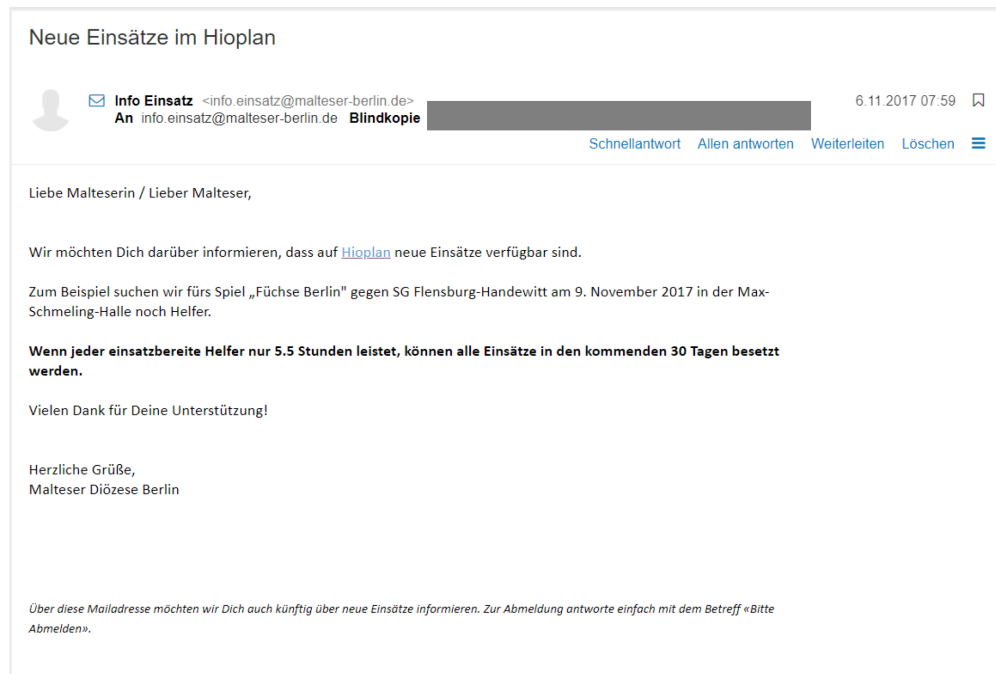 Neue Einsätze im Hioplan
Info Einsatz <info.einsatz@malteser-berlin.de> 6.11.2017 07:59
An info.einsatz@malteser-berlin.de Blindkopie
Schnellantwort Allen antworten Weiterleiten Löschen
Liebe Malteserin / Lieber Malteser,
Wir möchten Dich darüber informieren, dass auf Hioplan neue Einsätze verfügbar sind.
Zum Beispiel suchen wir fürs Spiel „Füchse Berlin" gegen SG Flensburg-Handewitt am 9. November 2017 in der Max-
Schmeling-Halle noch Helfer.
Wenn jeder einsatzbereite Helfer nur 5.5 Stunden leistet, können alle Einsätze in den kommenden 30 Tagen besetzt
werden.
Vielen Dank für Deine Unterstützung!
Herzliche Grüße,
Malteser Diözese Berlin
Über diese Mailadresse möchten wir Dich auch künftig über neue Einsätze informieren. Zur Abmeldung antworte einfach mit dem Betreff «Bitte
Abmelden».